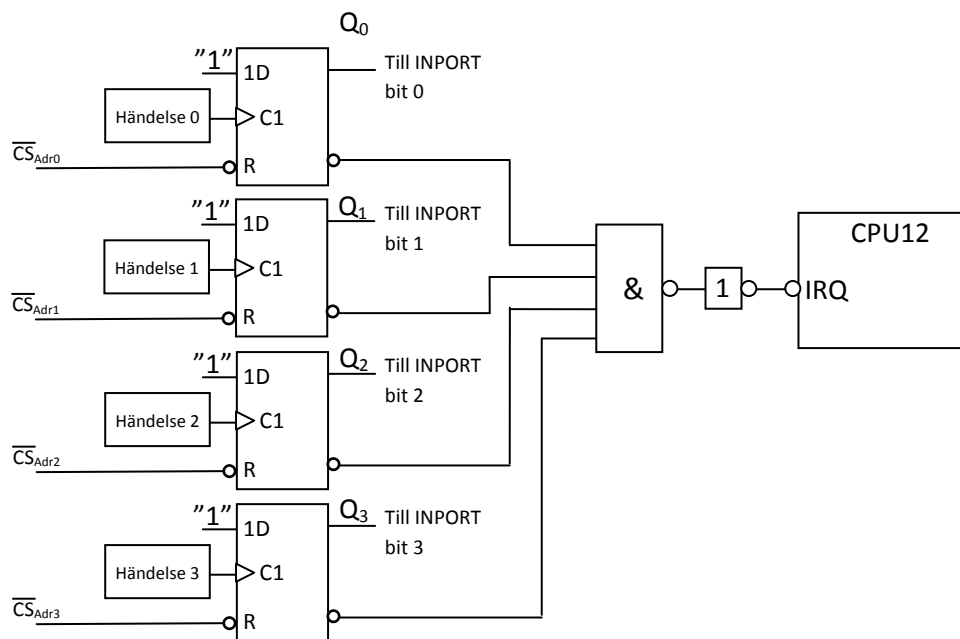 Q0
"1"
1D
Till INPORT
bit 0
Händelse 0
C1
CSAdr0
R
"1"
1D
Q1
Till INPORT
bit 1
Händelse 1
C1
CSAdr1
R
"1"
1D
Q2
Till INPORT
bit 2
Händelse 2
C1
CSAdr2
R
"1"
1D
Q3
Till INPORT
bit 3
Händelse 3
C1
CSAdr3
R
&
1
CPU12
IRQ